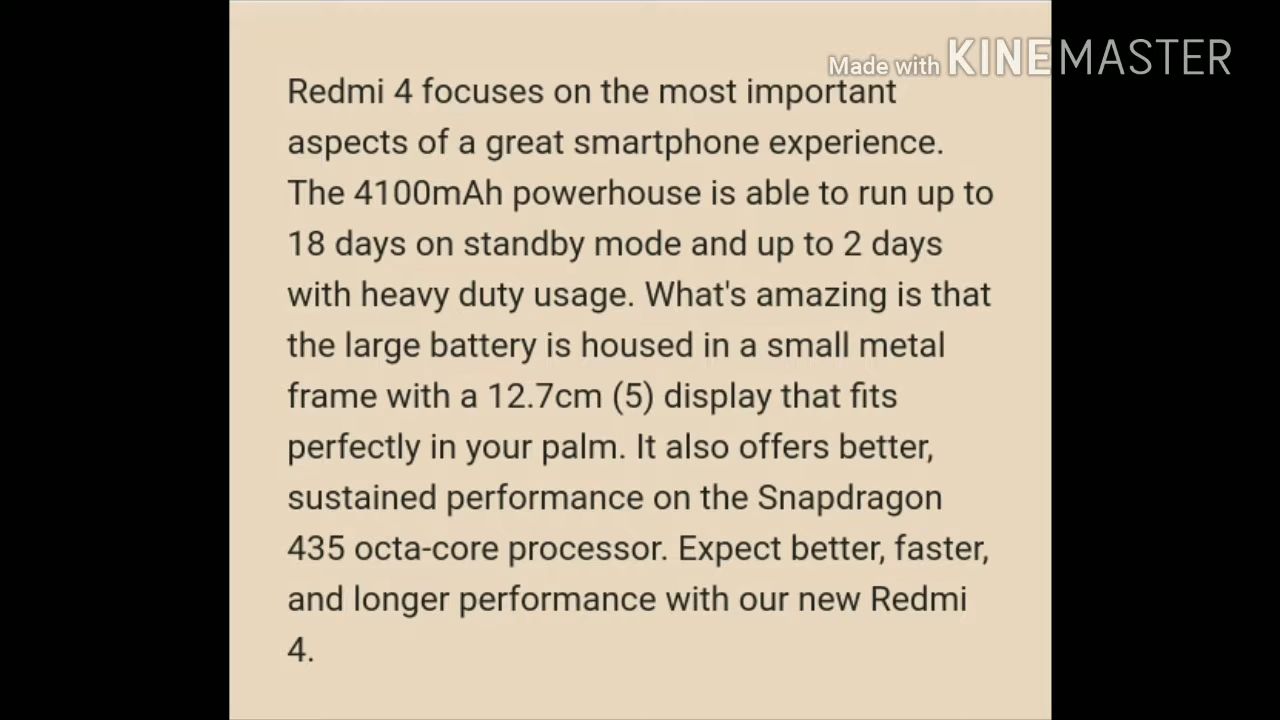 Made with KINEMASTER
Redmi 4 focuses on the most important
aspects of a great smartphone experience.
The 4100mAh powerhouse is able to run up to
18 days on standby mode and up to 2 days
with heavy duty usage. What's amazing is that
the large battery is housed in a small metal
frame with a 12.7cm (5) display that fits
perfectly in your palm. It also offers better,
sustained performance on the Snapdragon
435 octa-core processor. Expect better, faster,
and longer performance with our new Redmi
4.